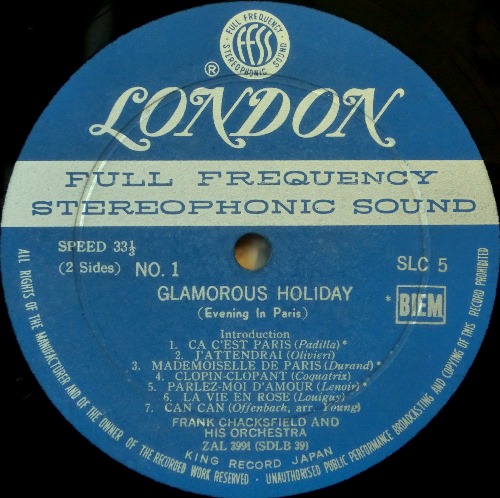 FULL FREQUENCY
ffss
STEREOPHONIC SOUND
®
LONDON
FULL FREQUENCY
STEREOPHONIC SOUND
SPEED 33⅓
(2 Sides) NO. 1
SLC 5
GLAMOROUS HOLIDAY
(Evening In Paris)
* BIEM
Introduction
1. CA C'EST PARIS (Padilla)*
2. J'ATTENDRAI (Olivieri)
3. MADEMOISELLE DE PARIS (Durand)*
4. CLOPIN-CLOPANT (Coquatrix)
5. PARLEZ-MOI D'AMOUR (Lenoir)*
6. LA VIE EN ROSE (Louiguy)
7. CAN CAN (Offenbach, arr. Young)
FRANK CHACKSFIELD AND
HIS ORCHESTRA
ZAL 3991 (SDLB 39)
KING RECORD JAPAN
ALL RIGHTS OF THE MANUFACTURER AND OF THE OWNER OF THE RECORDED WORK RESERVED - UNAUTHORISED PUBLIC PERFORMANCE BROADCASTING AND COPYING OF THIS RECORD PROHIBITED